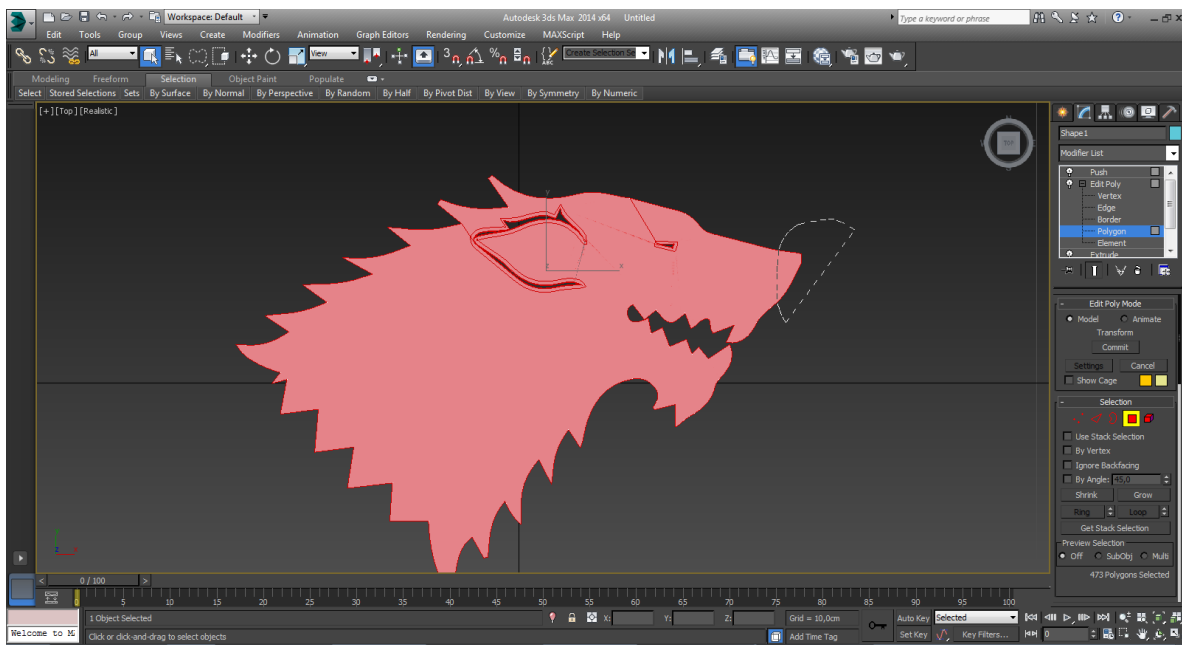 Workspace: Default
Autodesk 3ds Max 2014 x64 Untitled
Type a keyword or phrase
Edit Tools Group Views Create Modifiers Animation Graph Editors Rendering Customize MAXScript Help
All
View
Create Selection Se
Modeling Freeform Selection Object Paint Populate
Select Stored Selections Sets By Surface By Normal By Perspective By Random By Half By Pivot Dist By View By Symmetry By Numeric
[+] [Top] [Realistic]
TOP
y
x
z
Shape1
Modifier List
Push
Edit Poly
Vertex
Edge
Border
Polygon
Element
Extrude
- Edit Poly Mode
Model Animate
Transform
Commit
Settings Cancel
Show Cage
- Selection
Use Stack Selection
By Vertex
Ignore Backfacing
By Angle: 45,0
Shrink Grow
Ring Loop
Get Stack Selection
Preview Selection
Off SubObj Multi
473 Polygons Selected
< 0 / 100 >
0 5 10 15 20 25 30 35 40 45 50 55 60 65 70 75 80 85 90 95 100
1 Object Selected X: Y: Z: Grid = 10,0cm Auto Key Selected
Welcome to M Click or click-and-drag to select objects Add Time Tag Set Key Key Filters... 0